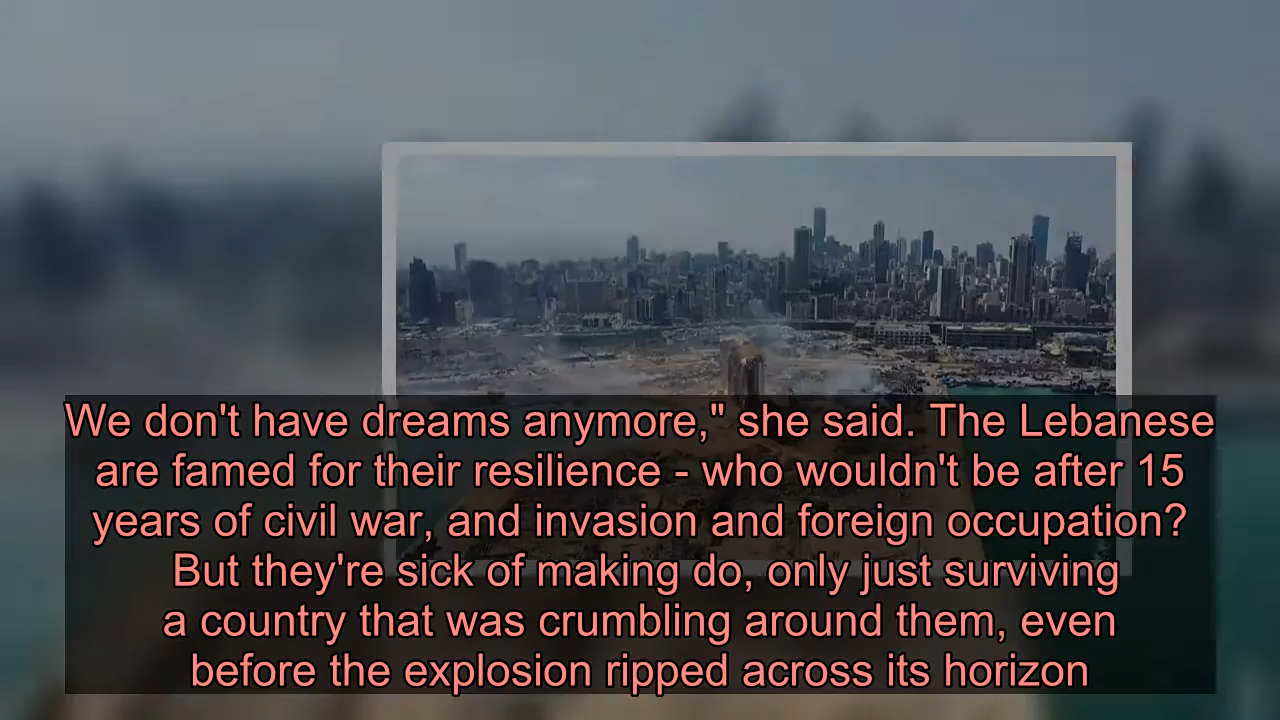 We don't have dreams anymore," she said. The Lebanese
are famed for their resilience - who wouldn't be after 15
years of civil war, and invasion and foreign occupation?
But they're sick of making do, only just surviving
a country that was crumbling around them, even
before the explosion ripped across its horizon